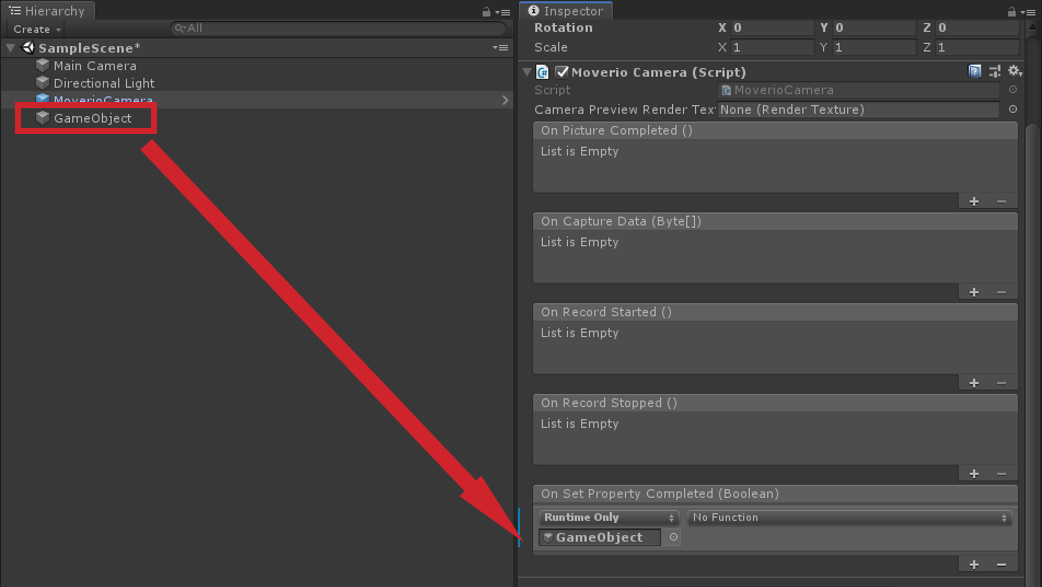 Hierarchy
Create
All
SampleScene*
Main Camera
Directional Light
MoverioCamera
GameObject
Inspector
Rotation X 0 Y 0 Z 0
Scale X 1 Y 1 Z 1
Moverio Camera (Script)
Script MoverioCamera
Camera Preview Render Tex None (Render Texture)
On Picture Completed ()
List is Empty
On Capture Data (Byte[])
List is Empty
On Record Started ()
List is Empty
On Record Stopped ()
List is Empty
On Set Property Completed (Boolean)
Runtime Only No Function
GameObject